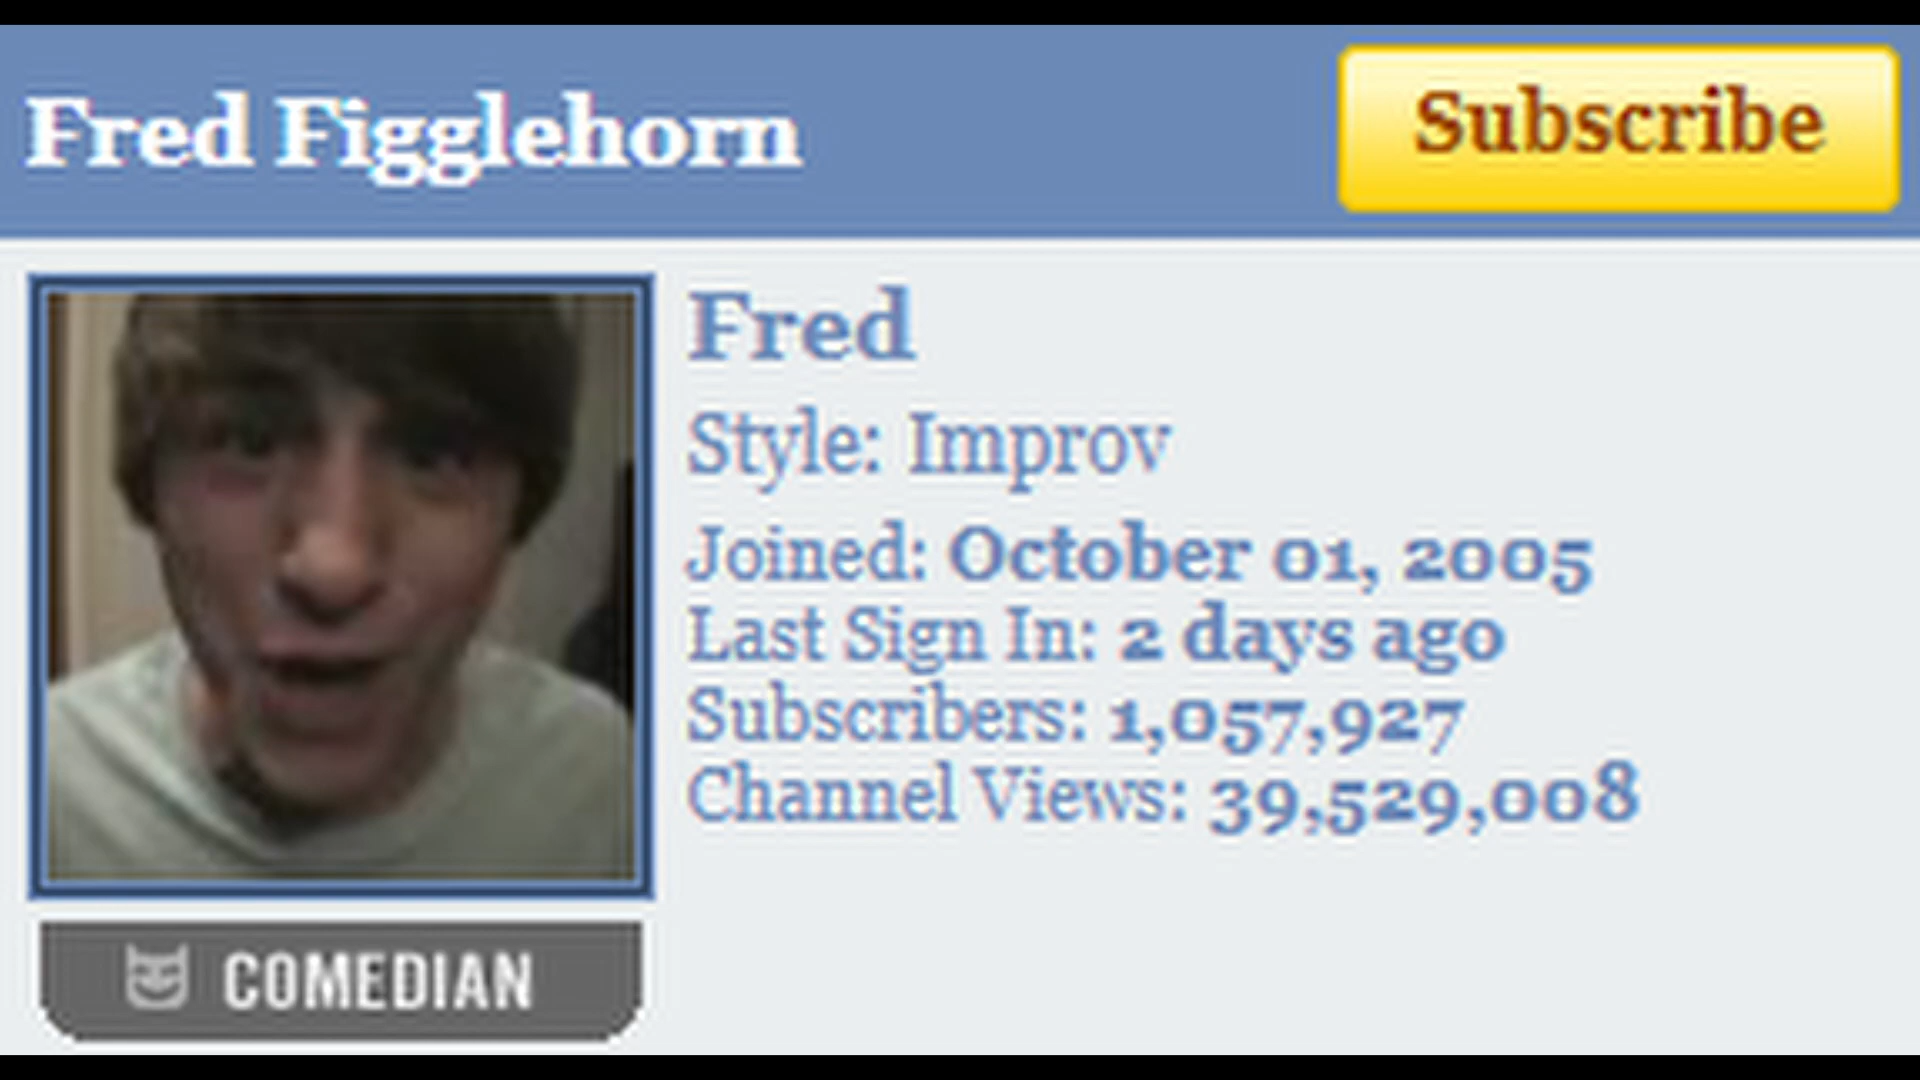 Fred Figglehorn
Subscribe
Fred
Style: Improv
Joined: October 01, 2005
Last Sign In: 2 days ago
Subscribers: 1,057,927
Channel Views: 39,529,008
COMEDIAN